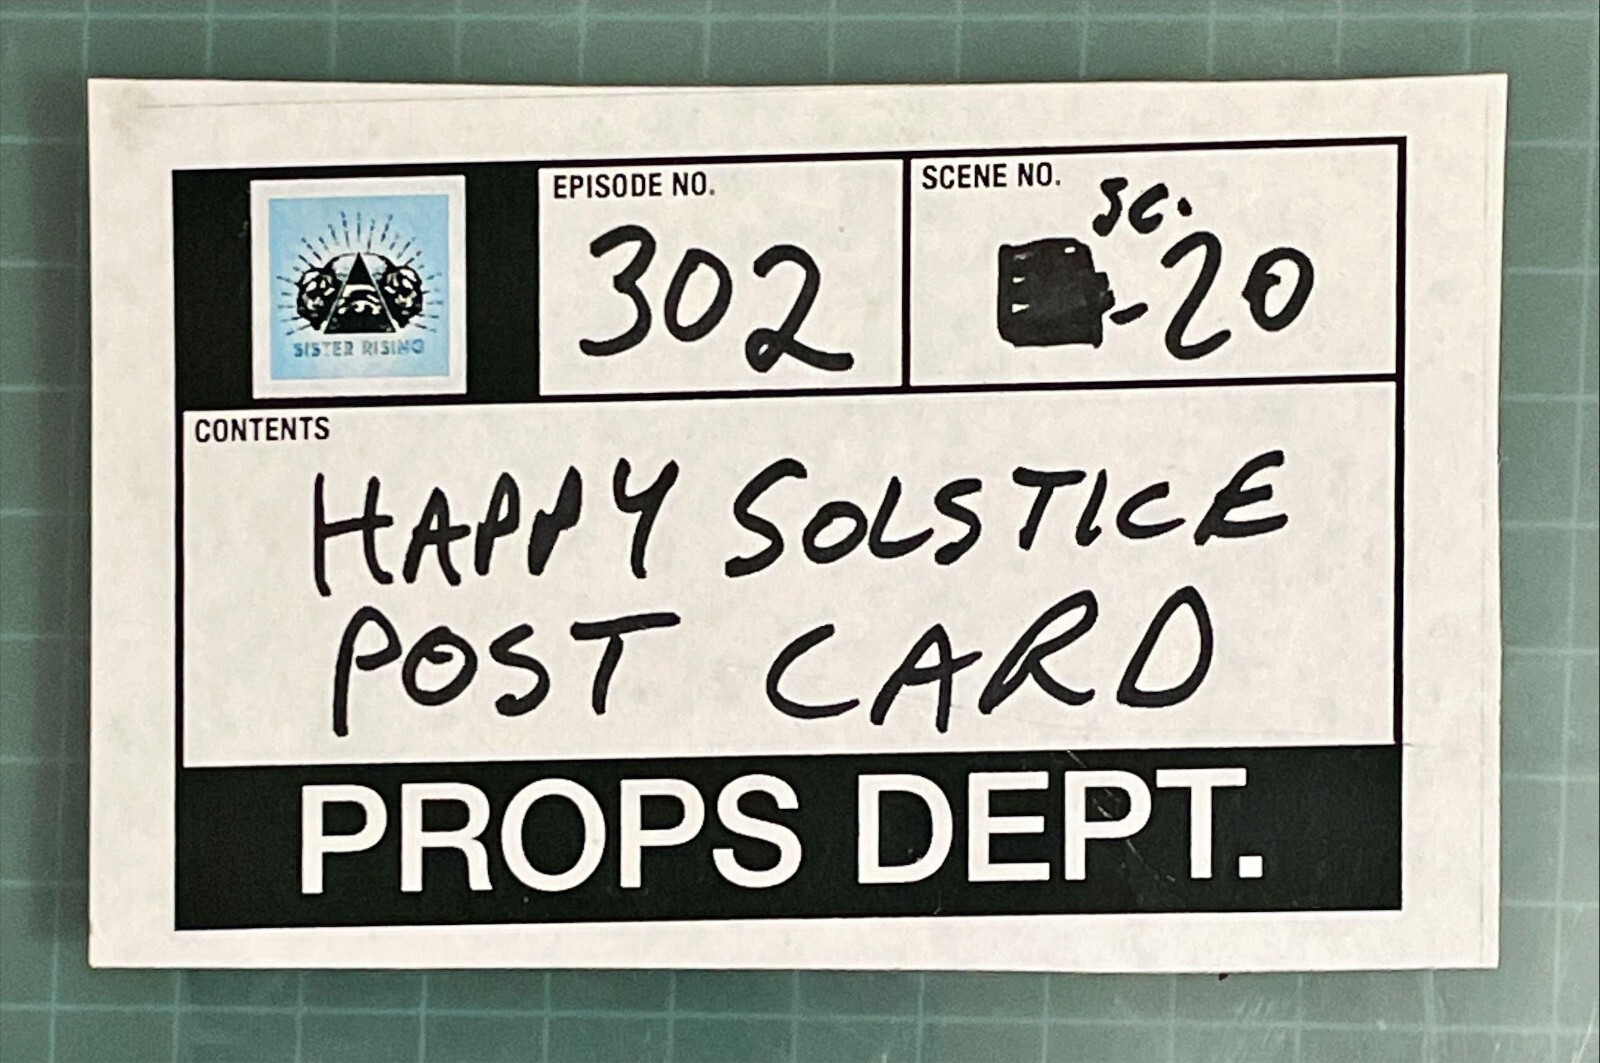 SISTER RISING
EPISODE NO.
302
SCENE NO.
SC.
-20
CONTENTS
HAPPY SOLSTICE
POST CARD
PROPS DEPT.